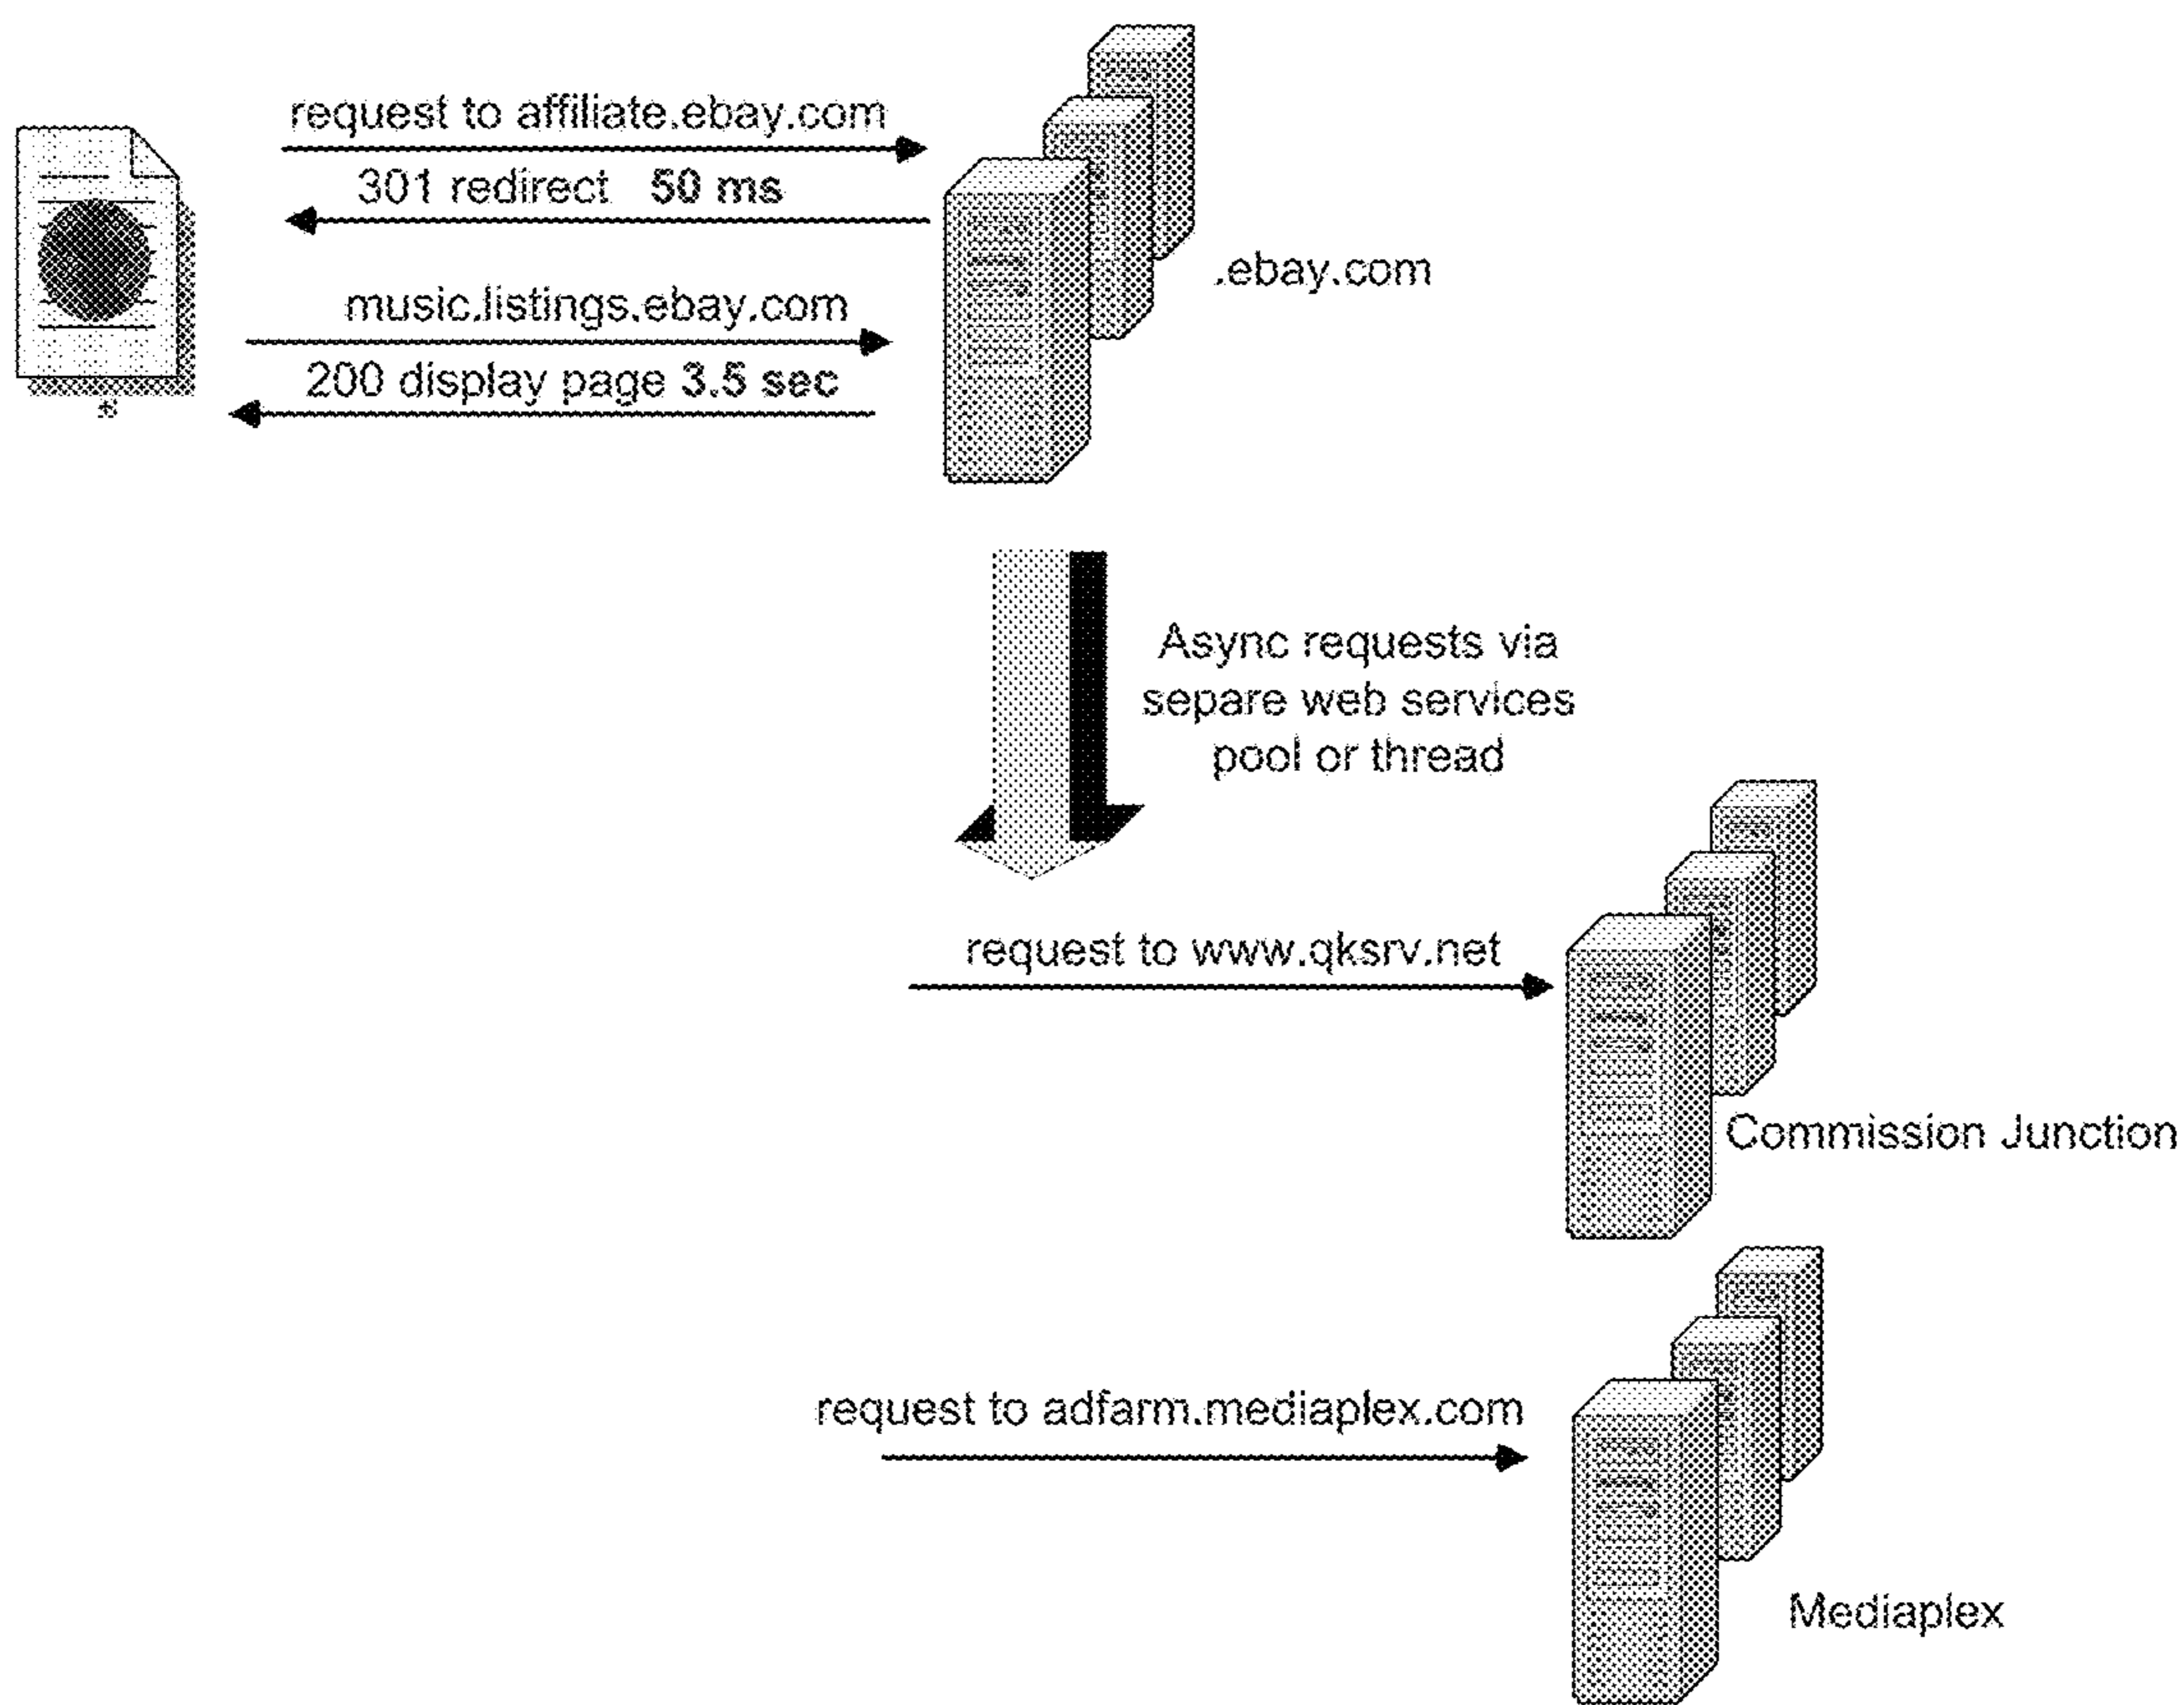 request to affiliate.ebay.com
301 redirect 50 ms
.ebay.com
music.listings.ebay.com
200 display page 3.5 sec
Async requests via
separe web services
pool or thread
request to www.qksrv.net
Commission Junction
request to adfarm.mediaplex.com
Mediaplex